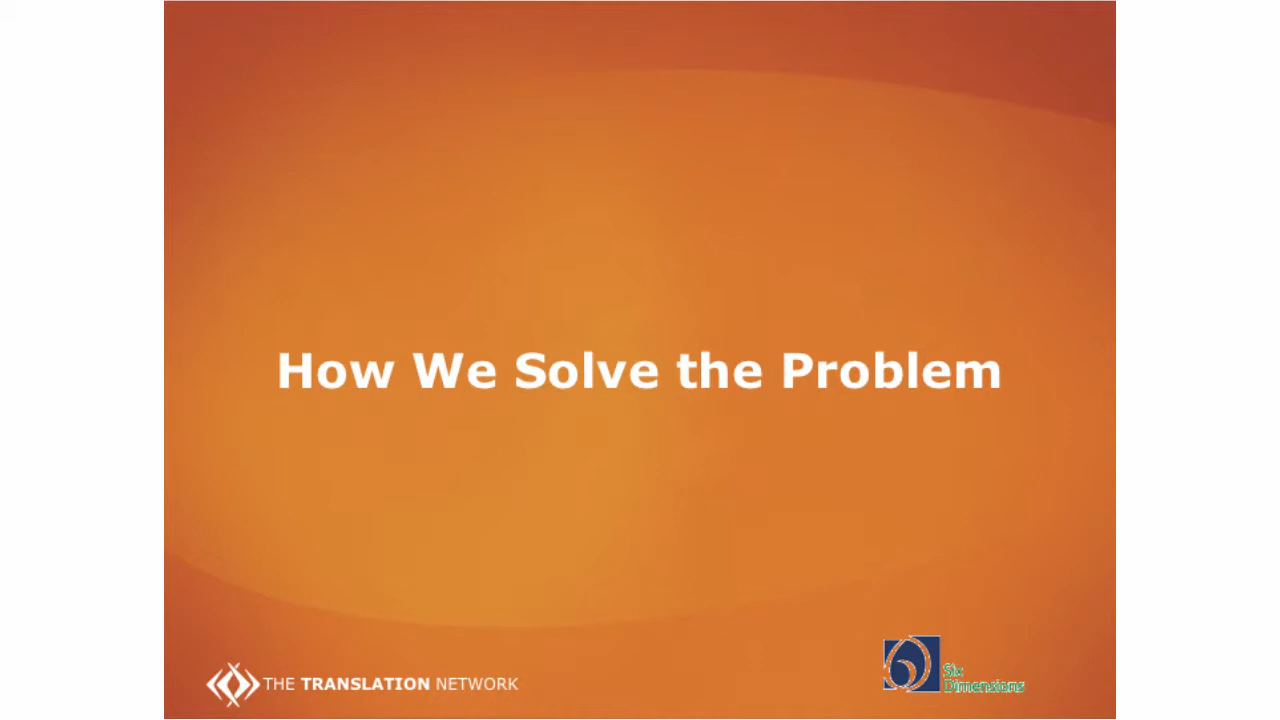 How We Solve the Problem
THE TRANSLATION NETWORK
Six
Dimensions